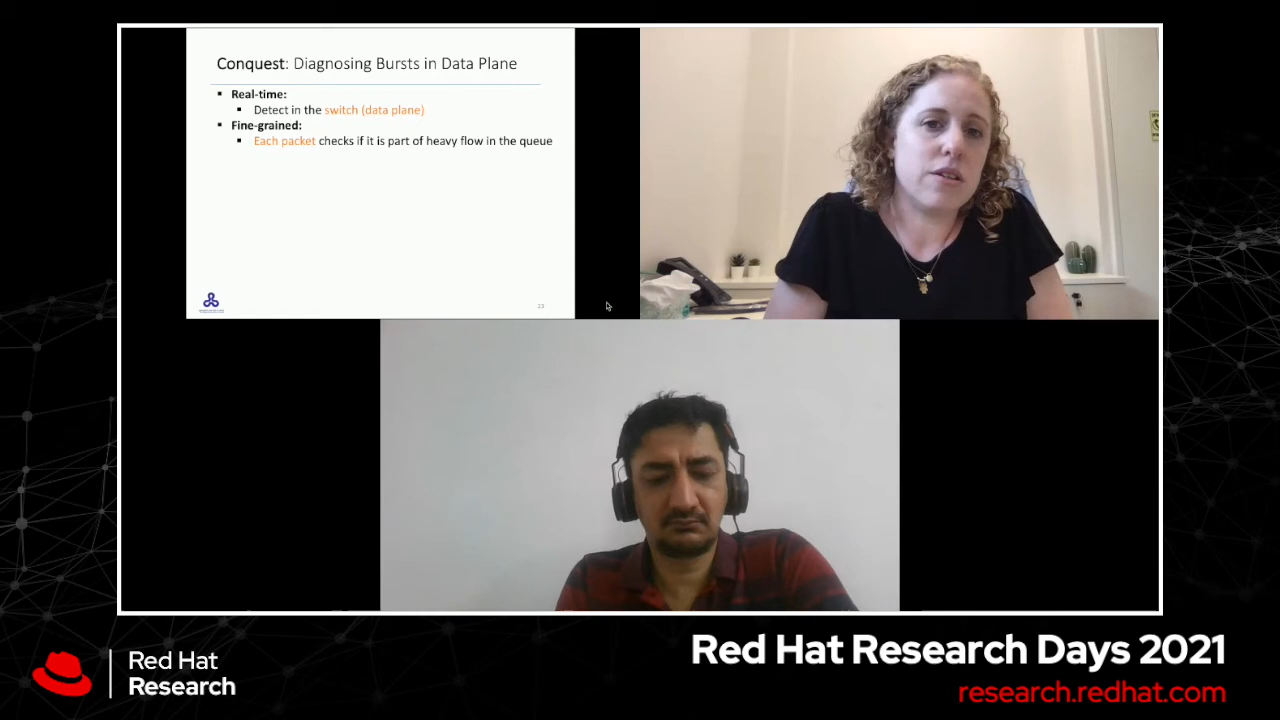 Conquest: Diagnosing Bursts in Data Plane
Real-time:
Detect in the switch (data plane)
Fine-grained:
Each packet checks if it is part of heavy flow in the queue
23
Red Hat
Research
Red Hat Research Days 2021
research.redhat.com